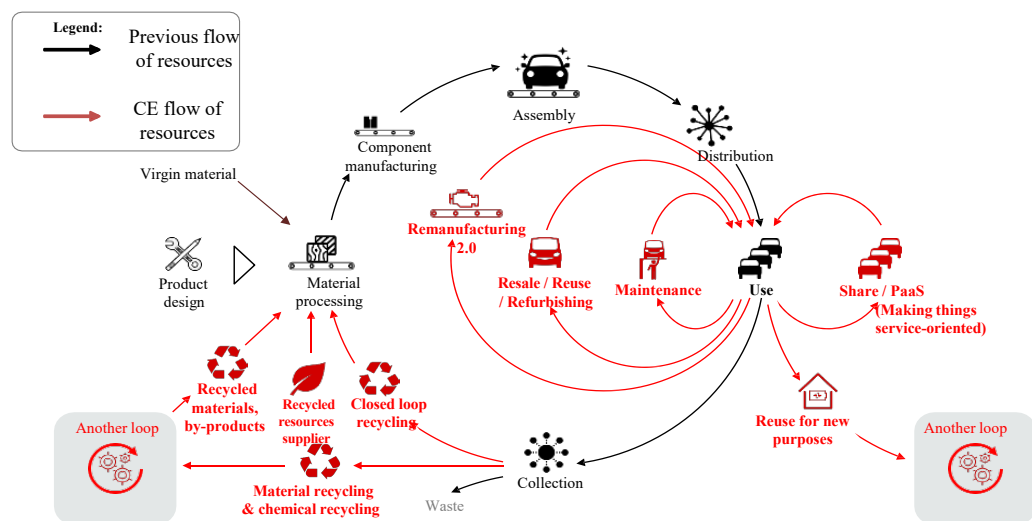 Legend:
Previous flow
of resources
CE flow of
resources
Assembly
Component
manufacturing
Distribution
Virgin material
Remanufacturing
2.0
Product
design
Material
processing
Resale / Reuse
/ Refurbishing
Maintenance
Use
Share / PaaS
(Making things
service-oriented)
Recycled
materials,
by-products
Recycled
resources
supplier
Closed loop
recycling
Reuse for new
purposes
Another loop
Another loop
Material recycling
& chemical recycling
Collection
Waste